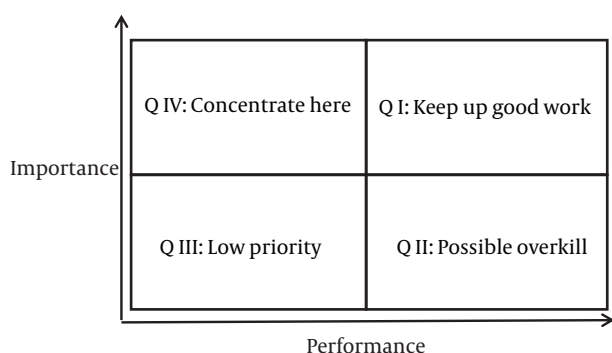 Q IV: Concentrate here
Q I: Keep up good work
Importance
Q III: Low priority
Q II: Possible overkill
Performance